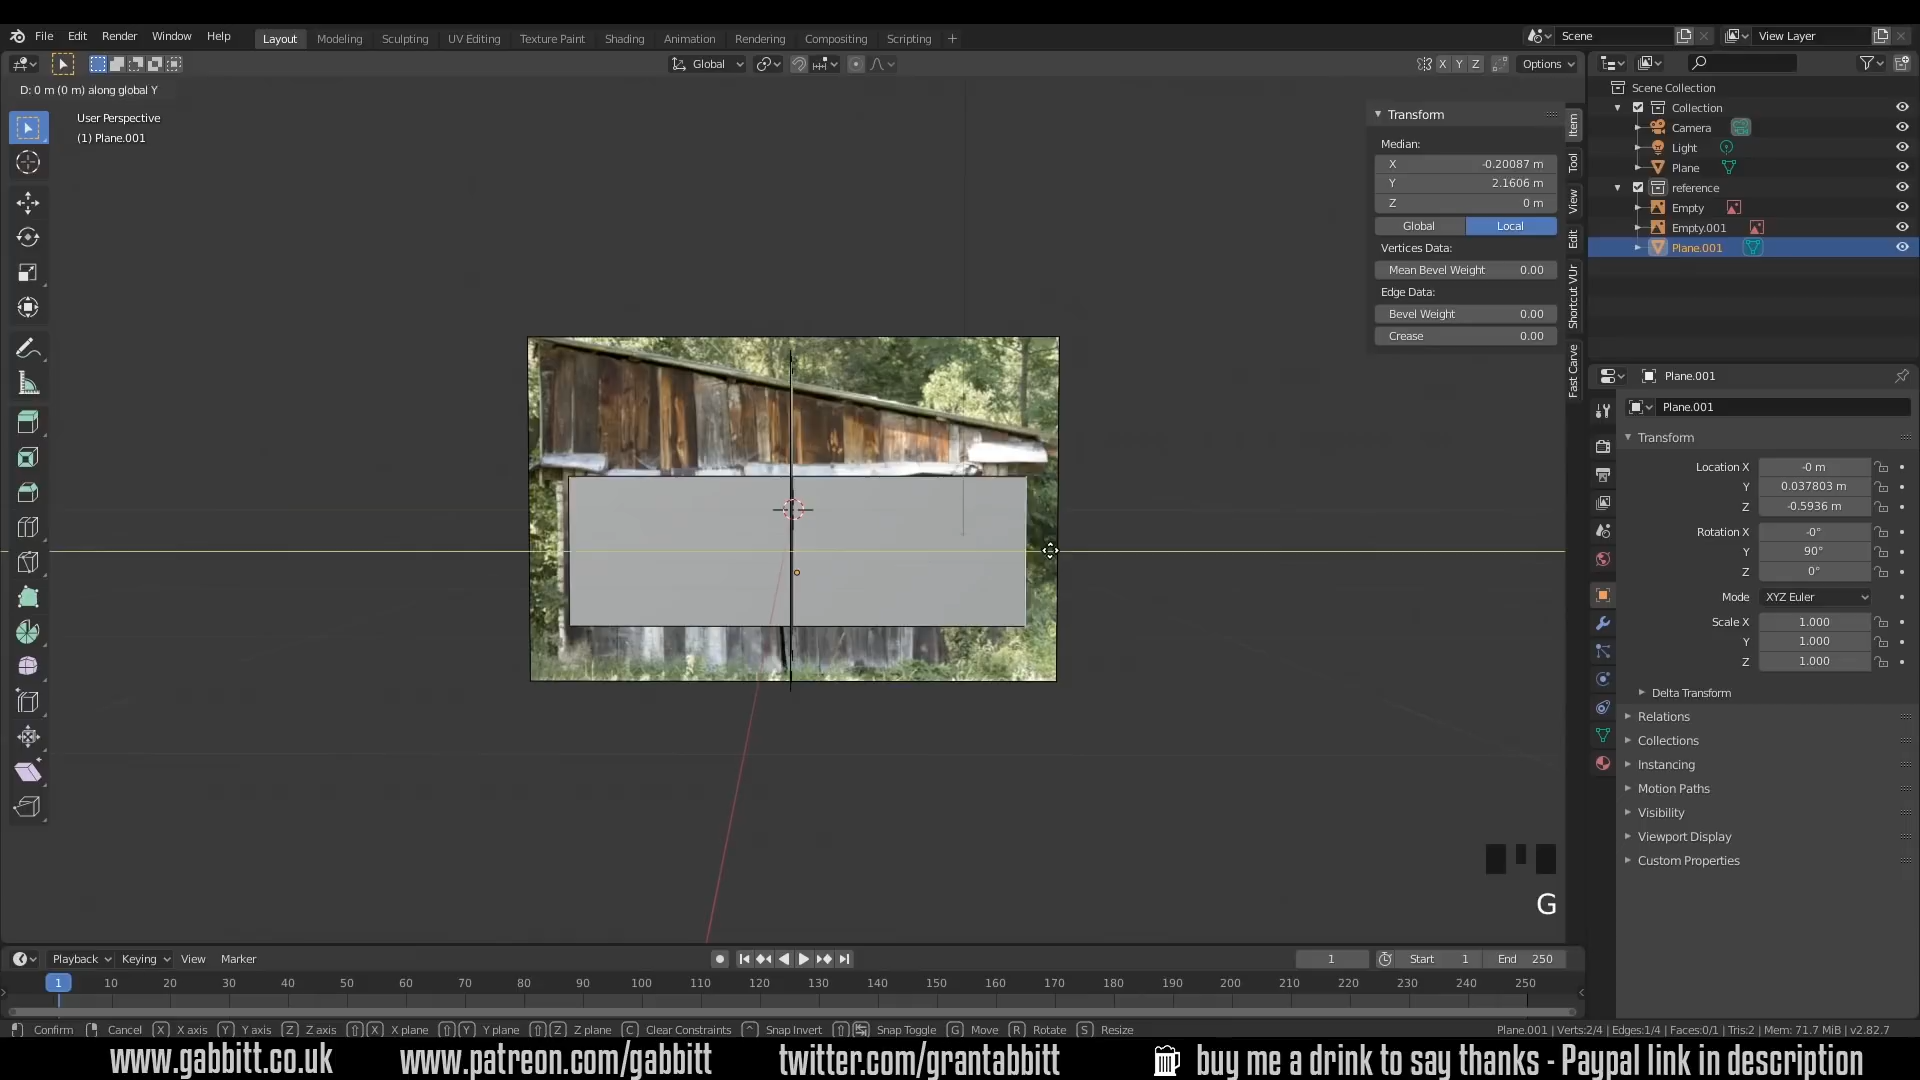 File Edit Render Window Help Layout Modeling Sculpting UV Editing Texture Paint Shading Animation Rendering Compositing Scripting + Scene View Layer
Global X Y Z Options
D: 0 m (0 m) along global Y
User Perspective
(1) Plane.001
Transform
Median:
X -0.20087 m
Y 2.1606 m
Z 0 m
Global Local
Vertices Data:
Mean Bevel Weight 0.00
Edge Data:
Bevel Weight 0.00
Crease 0.00
Item
Tool
View
Edit
Shortcut VUr
Fast Carve
Scene Collection
Collection
Camera
Light
Plane
reference
Empty
Empty.001
Plane.001
Plane.001
Plane.001
Transform
Location X -0 m
Y 0.037803 m
Z -0.5936 m
Rotation X -0°
Y 90°
Z 0°
Mode XYZ Euler
Scale X 1.000
Y 1.000
Z 1.000
Delta Transform
Relations
Collections
Instancing
Motion Paths
Visibility
Viewport Display
Custom Properties
G
Playback Keying View Marker 1 Start 1 End 250
1 10 20 30 40 50 60 70 80 90 100 110 120 130 140 150 160 170 180 190 200 210 220 230 240 250
Confirm Cancel X X axis Y Y axis Z Z axis X X plane Y Y plane Z Z plane C Clear Constraints ^ Snap Invert Snap Toggle G Move R Rotate S Resize Plane.001 | Verts:2/4 | Edges:1/4 | Faces:0/1 | Tris:2 | Mem: 71.7 MiB | v2.82.7
www.gabbitt.co.uk www.patreon.com/gabbitt twitter.com/grantabbitt buy me a drink to say thanks - Paypal link in description